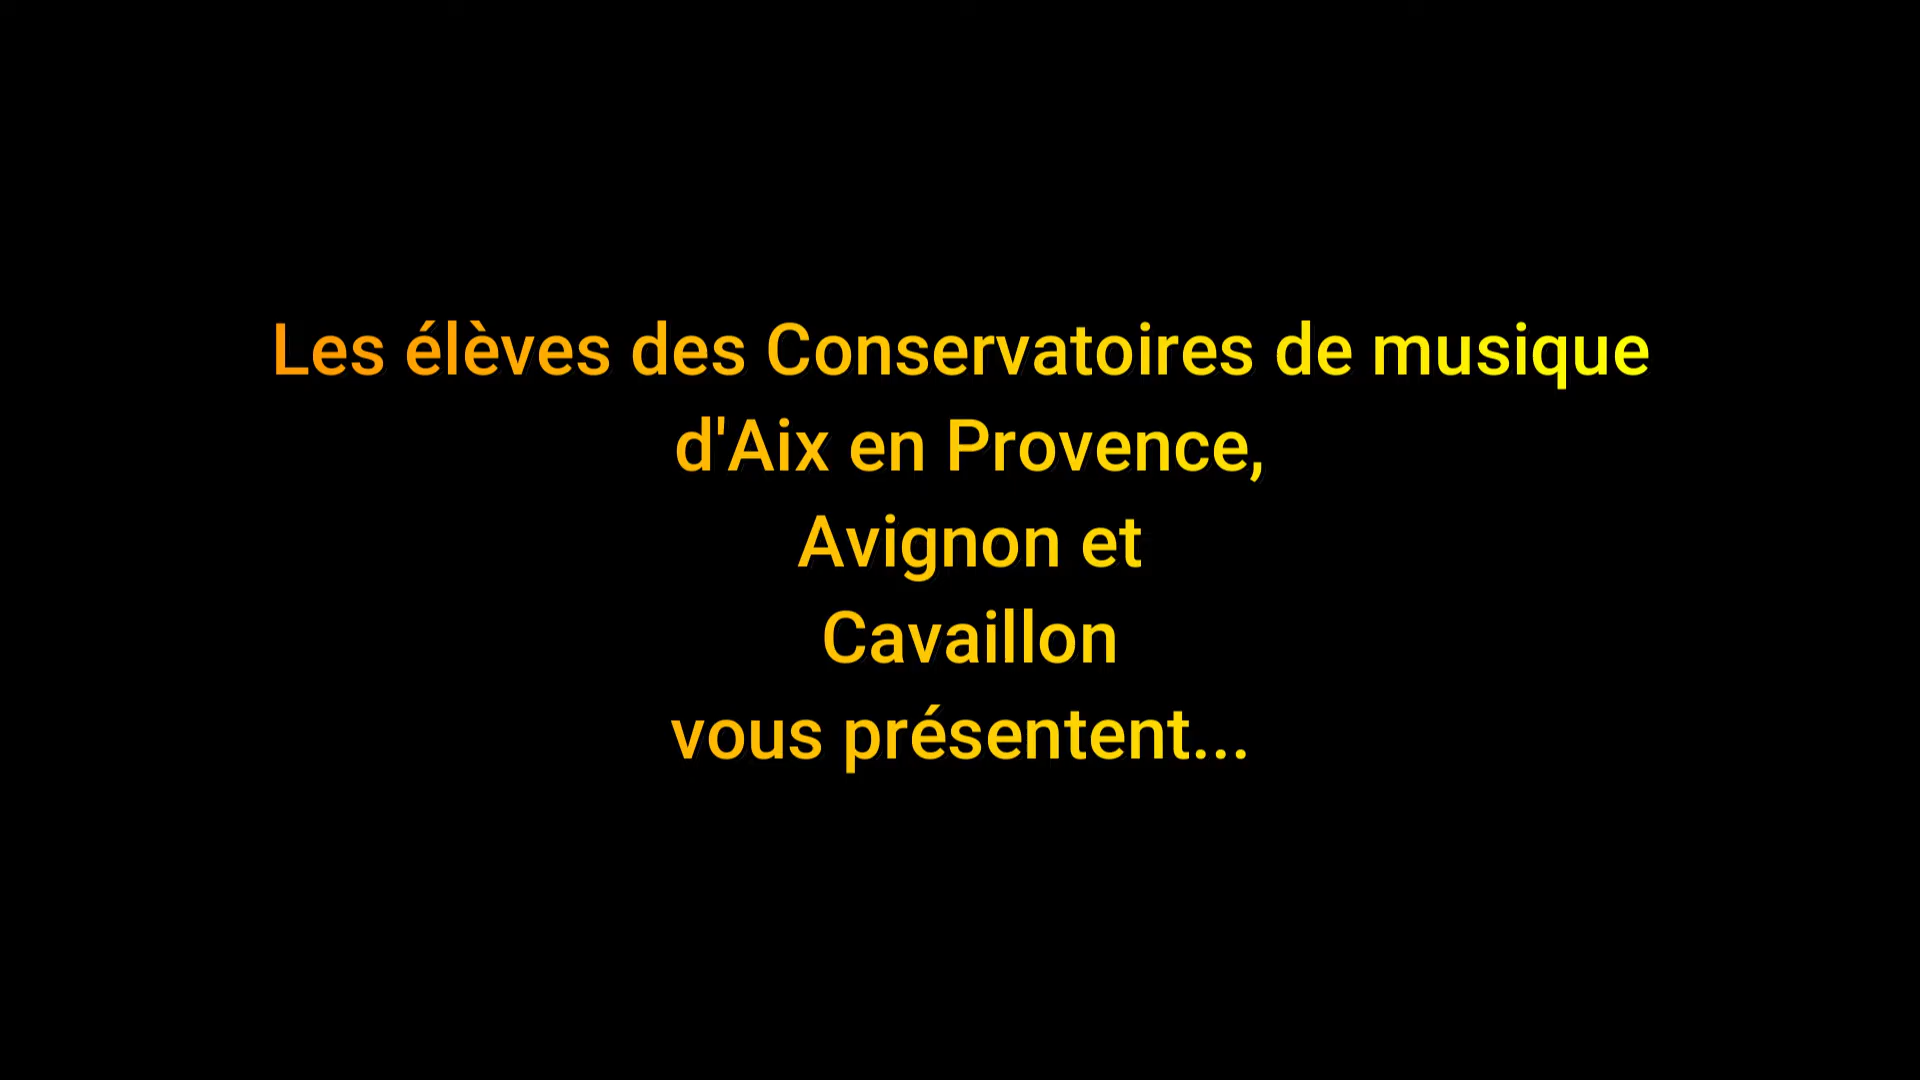 Les élèves des Conservatoires de musique
d'Aix en Provence,
Avignon et
Cavaillon
vous présentent...